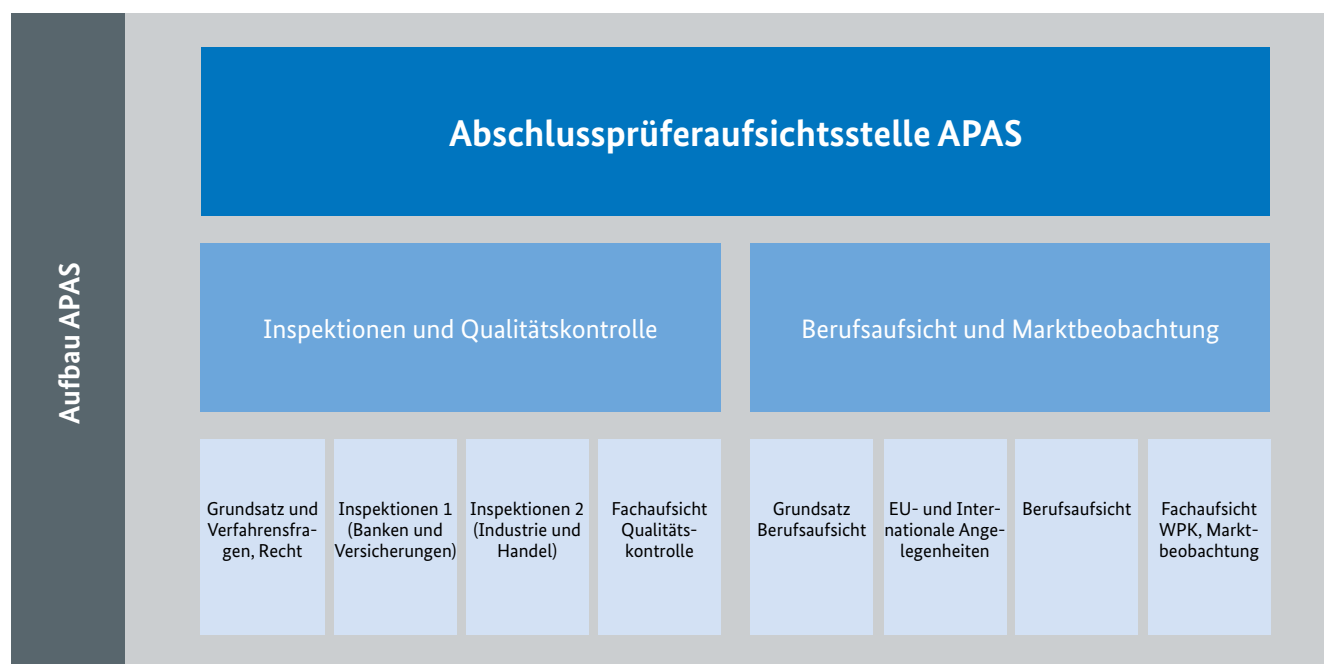 Aufbau APAS
Abschlussprüferaufsichtsstelle APAS
Inspektionen und Qualitätskontrolle
Berufsaufsicht und Marktbeobachtung
Grundsatz und
Verfahrensfra-
gen, Recht
Inspektionen 1
(Banken und
Versicherungen)
Inspektionen 2
(Industrie und
Handel)
Fachaufsicht
Qualitäts-
kontrolle
Grundsatz
Berufsaufsicht
EU- und Inter-
nationale Ange-
legenheiten
Berufsaufsicht
Fachaufsicht
WPK, Markt-
beobachtung